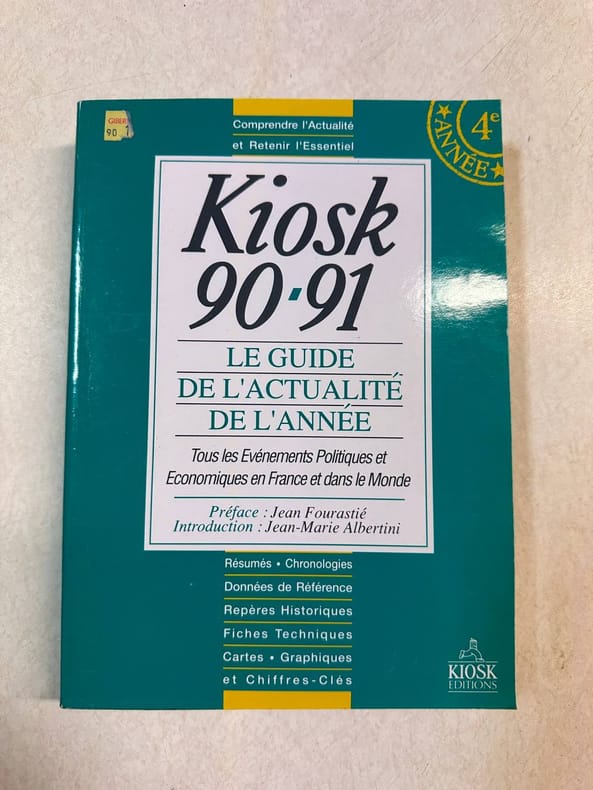 GIBER
90 1
Comprendre l'Actualité
et Retenir l'Essentiel
4e
ANNÉE
Kiosk
90-91
LE GUIDE
DE L'ACTUALITÉ
DE L'ANNÉE
Tous les Evénements Politiques et
Economiques en France et dans le Monde
Préface : Jean Fourastié
Introduction : Jean-Marie Albertini
Résumés • Chronologies
Données de Référence
Repères Historiques
Fiches Techniques
Cartes • Graphiques
et Chiffres-Clés
KIOSK
EDITIONS